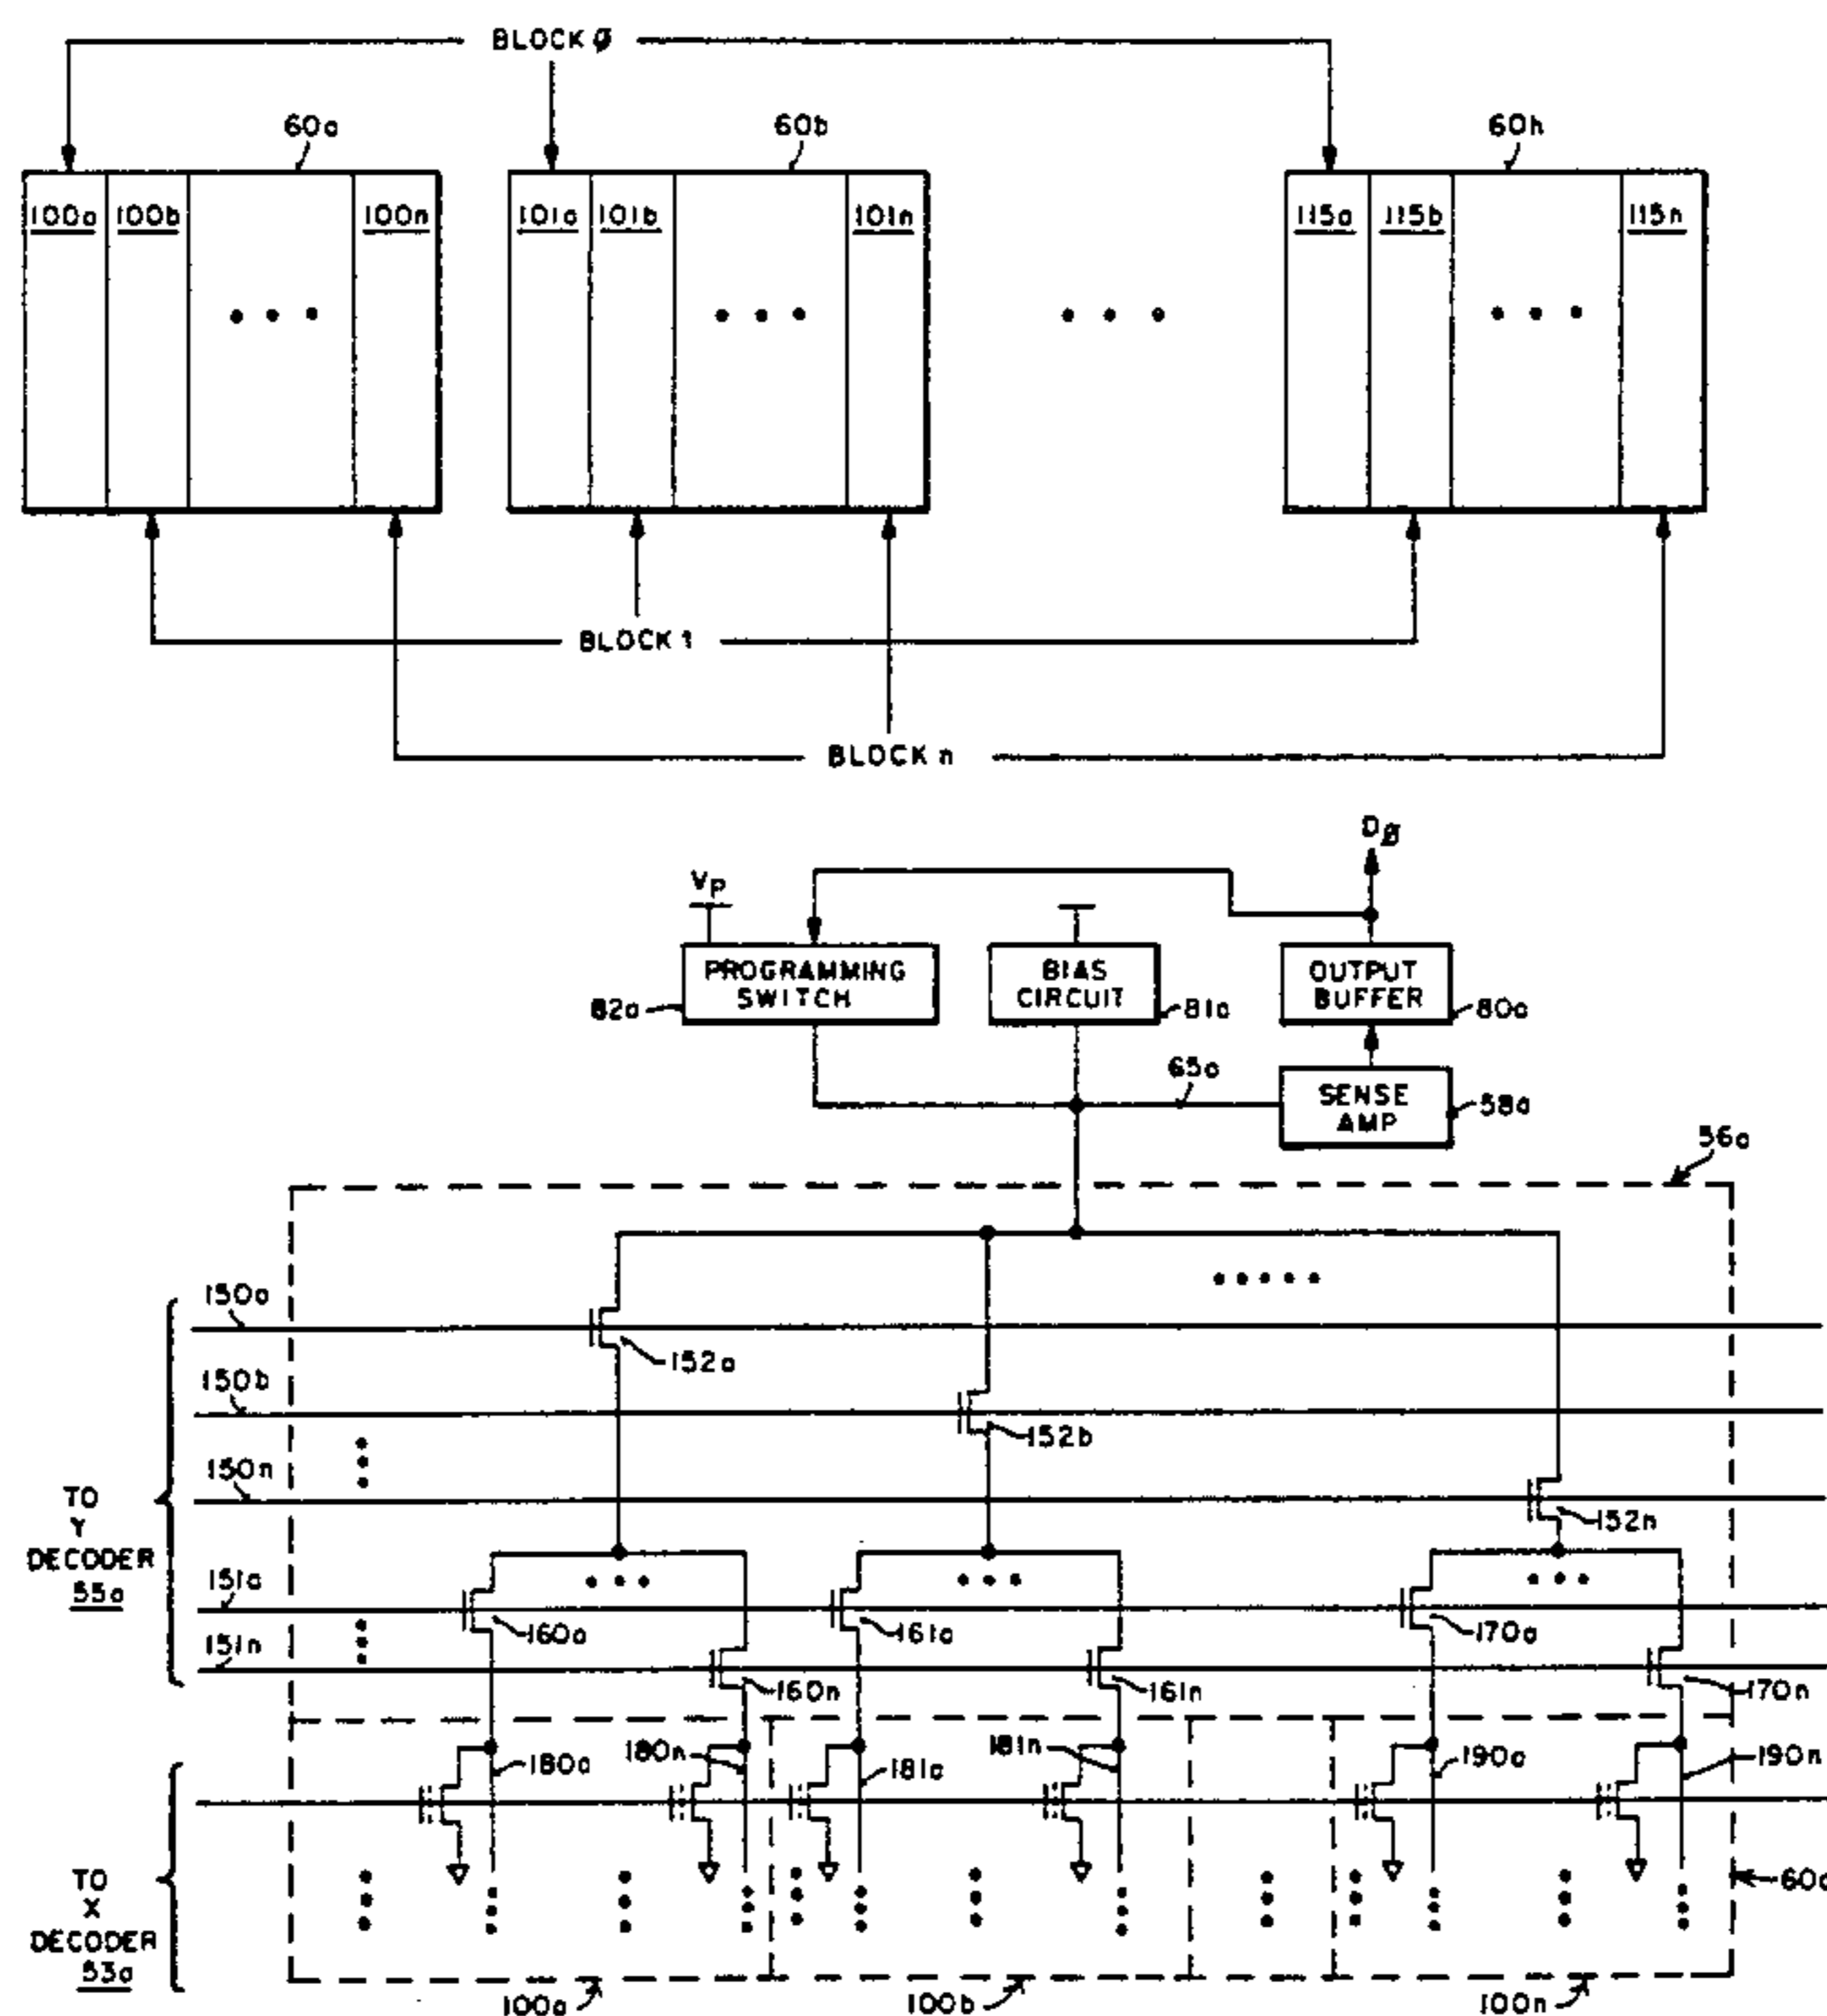 BLOCK Ø
60a
60b
60h
100a 100b 100n
101a 101b 101n
115a 115b 115n
BLOCK 1
BLOCK n
DØ
VP
PROGRAMMING
SWITCH
82a
BIAS
CIRCUIT
81a
OUTPUT
BUFFER
80a
65a
SENSE
AMP
58a
56a
150a
152a
150b
152b
150n
152n
TO
Y
DECODER
55a
151a
160a
161a
170a
151n
160n
161n
170n
180a
180n
181a
181n
190a
190n
TO
X
DECODER
53a
60a
100a
100b
100n